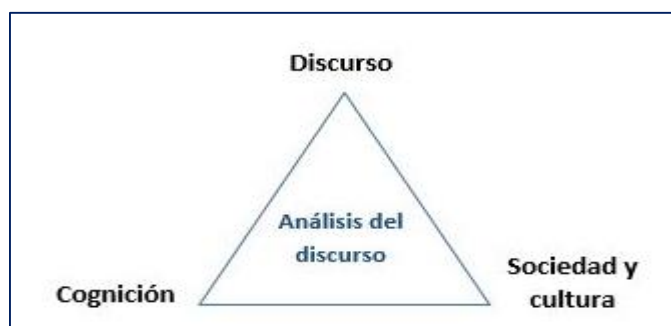 Discurso
Análisis del
discurso
Cognición
Sociedad y
cultura